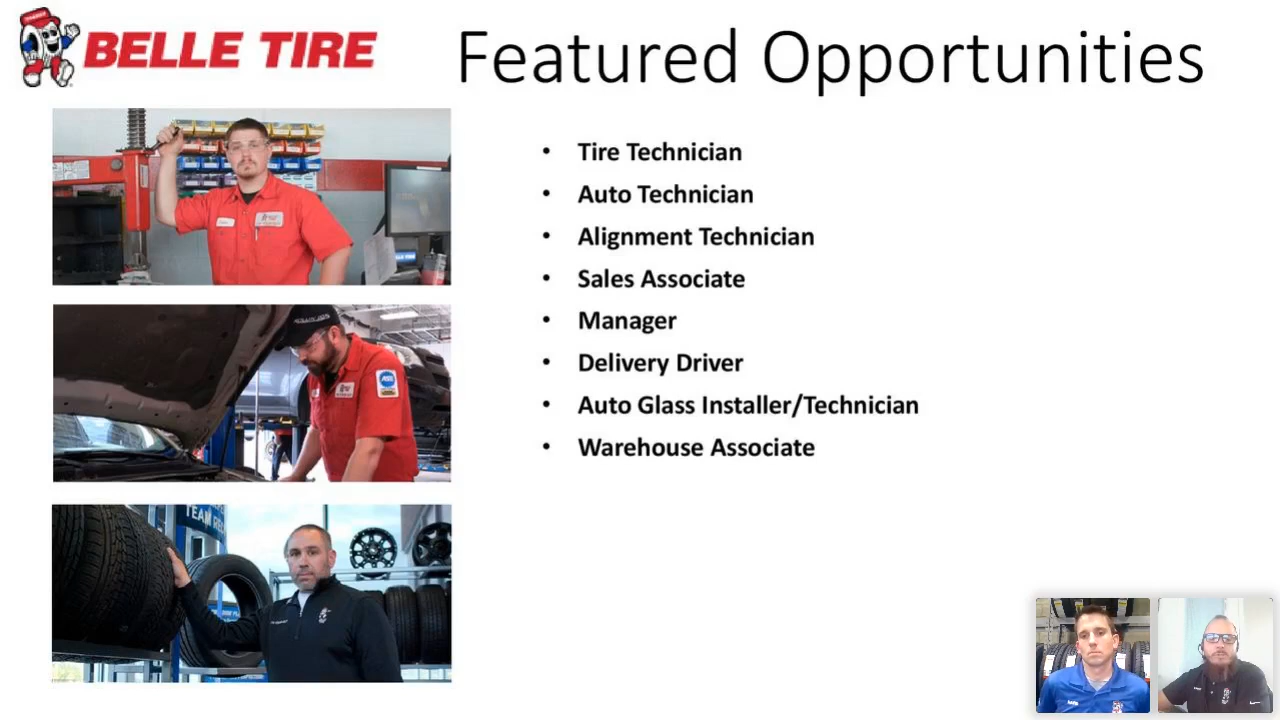 BELLE TIRE
Featured Opportunities
• Tire Technician
• Auto Technician
• Alignment Technician
• Sales Associate
• Manager
• Delivery Driver
• Auto Glass Installer/Technician
• Warehouse Associate
TEAM